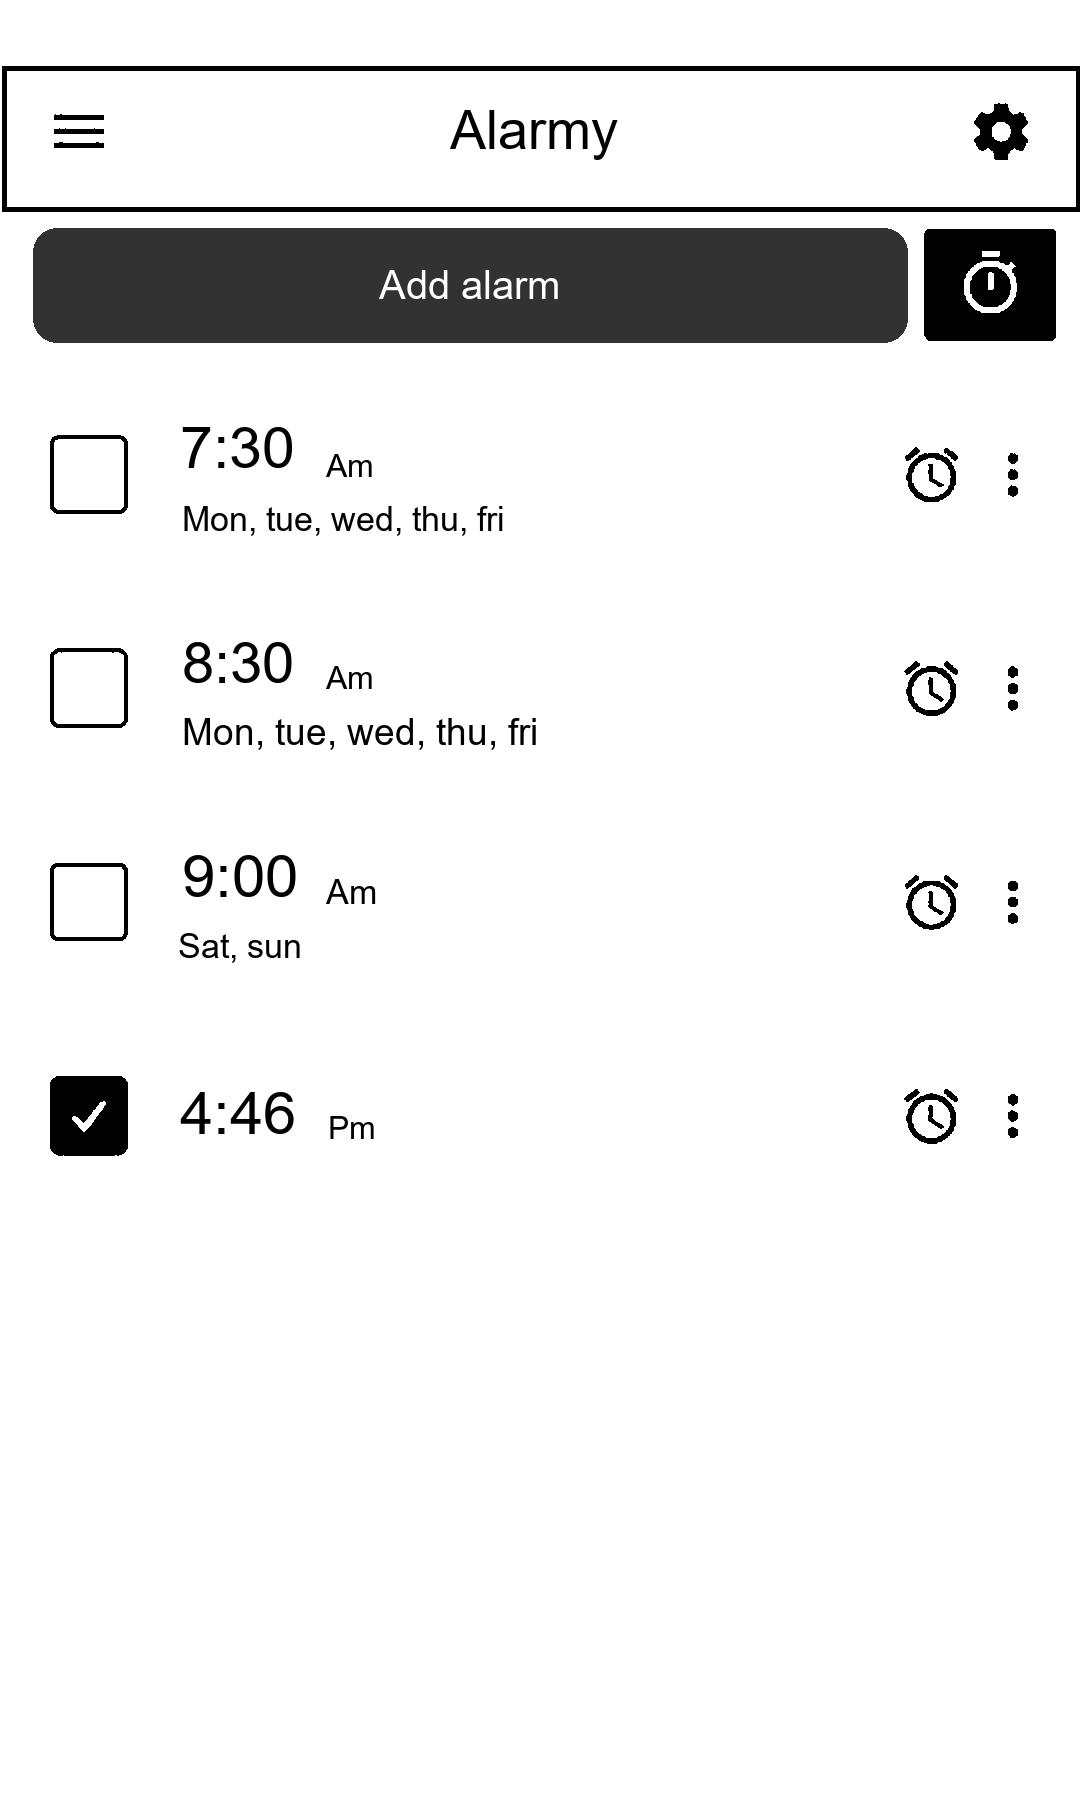 Alarmy
Add alarm
7:30 Am
Mon, tue, wed, thu, fri
8:30 Am
Mon, tue, wed, thu, fri
9:00 Am
Sat, sun
4:46 Pm